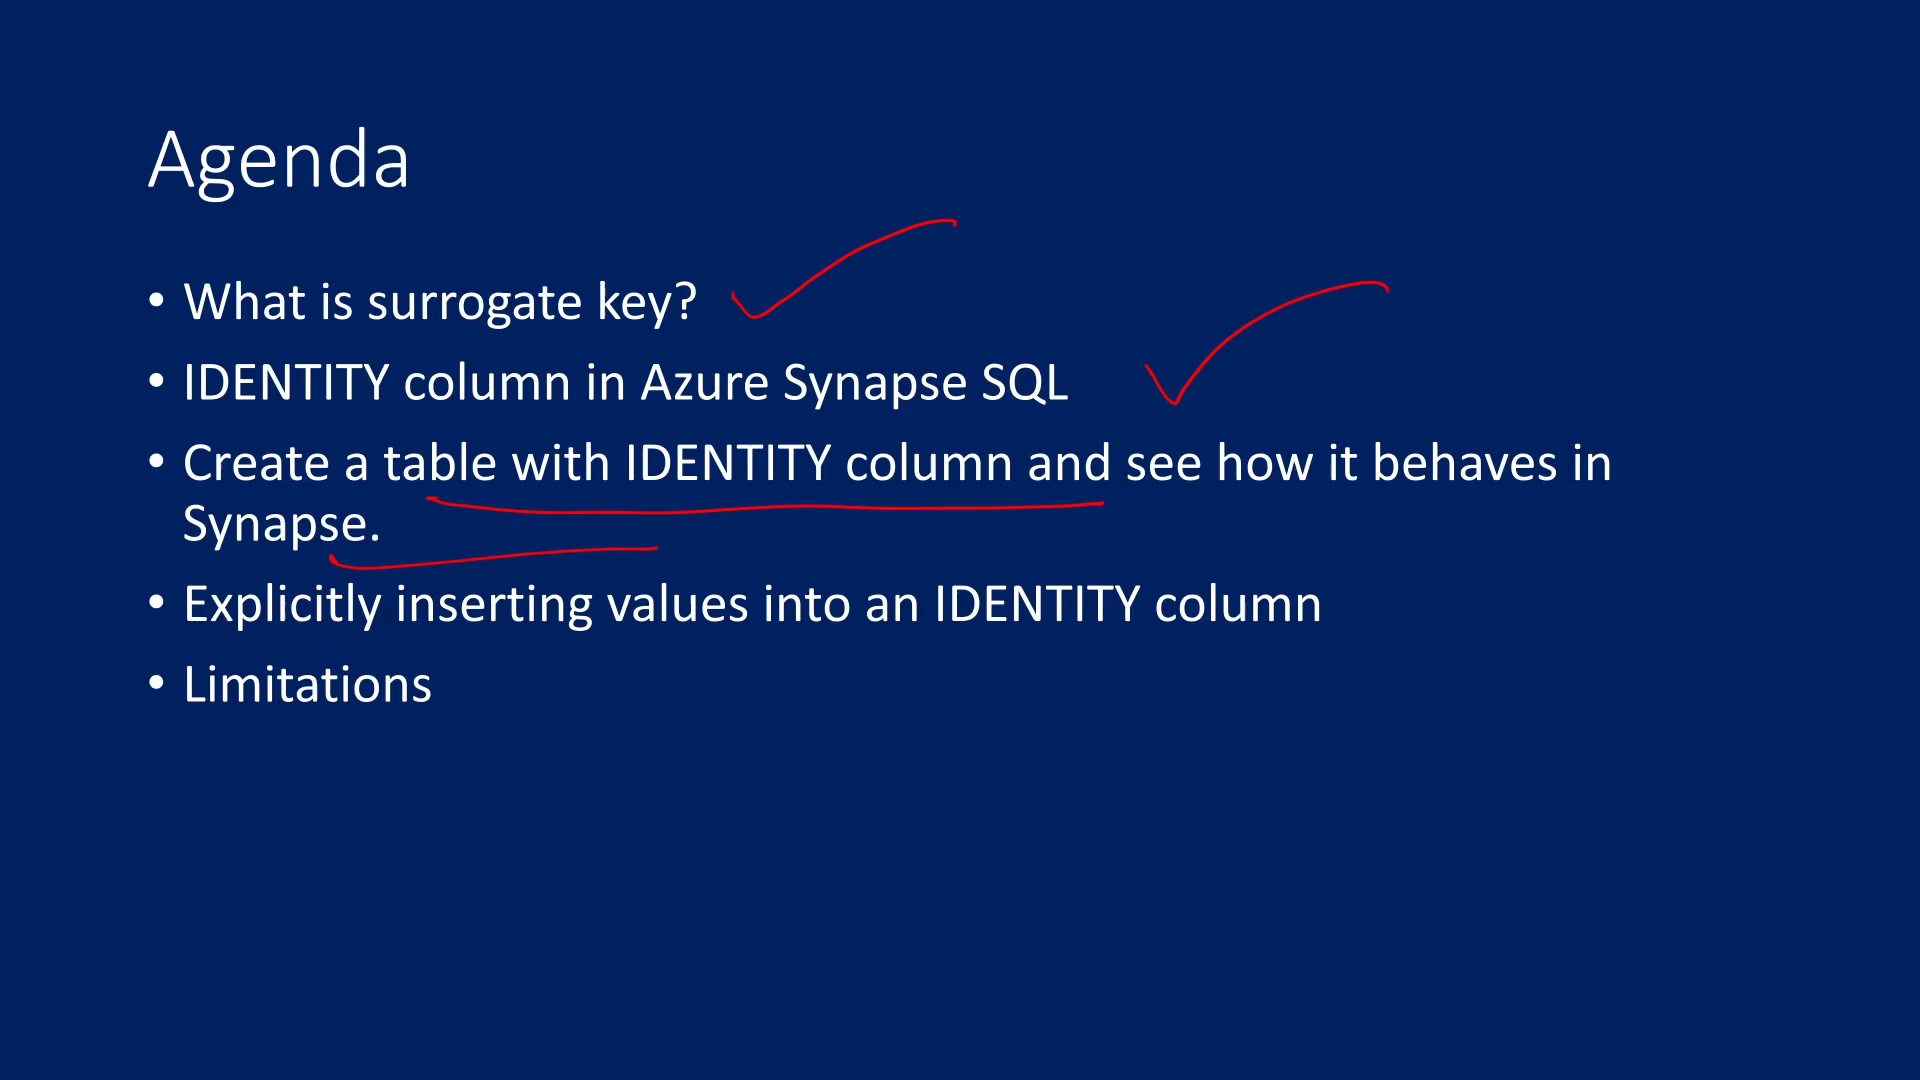 Agenda
• What is surrogate key?
• IDENTITY column in Azure Synapse SQL
• Create a table with IDENTITY column and see how it behaves in
Synapse.
• Explicitly inserting values into an IDENTITY column
• Limitations